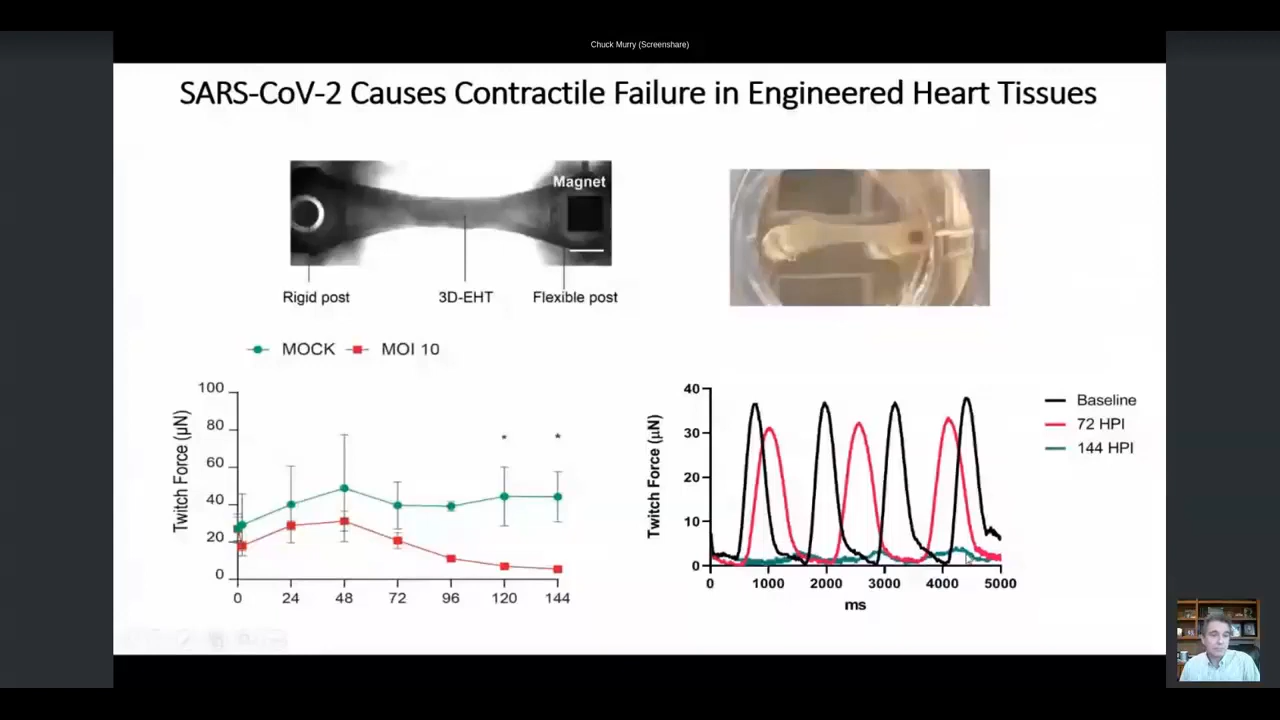 Chuck Murry (Screenshare)
SARS-CoV-2 Causes Contractile Failure in Engineered Heart Tissues
Magnet
Rigid post
3D-EHT
Flexible post
MOCK
MOI 10
Twitch Force (μN)
100
80
60
40
20
0
*
*
0 24 48 72 96 120 144
Twitch Force (μN)
40
30
20
10
0
0 1000 2000 3000 4000 5000
ms
Baseline
72 HPI
144 HPI